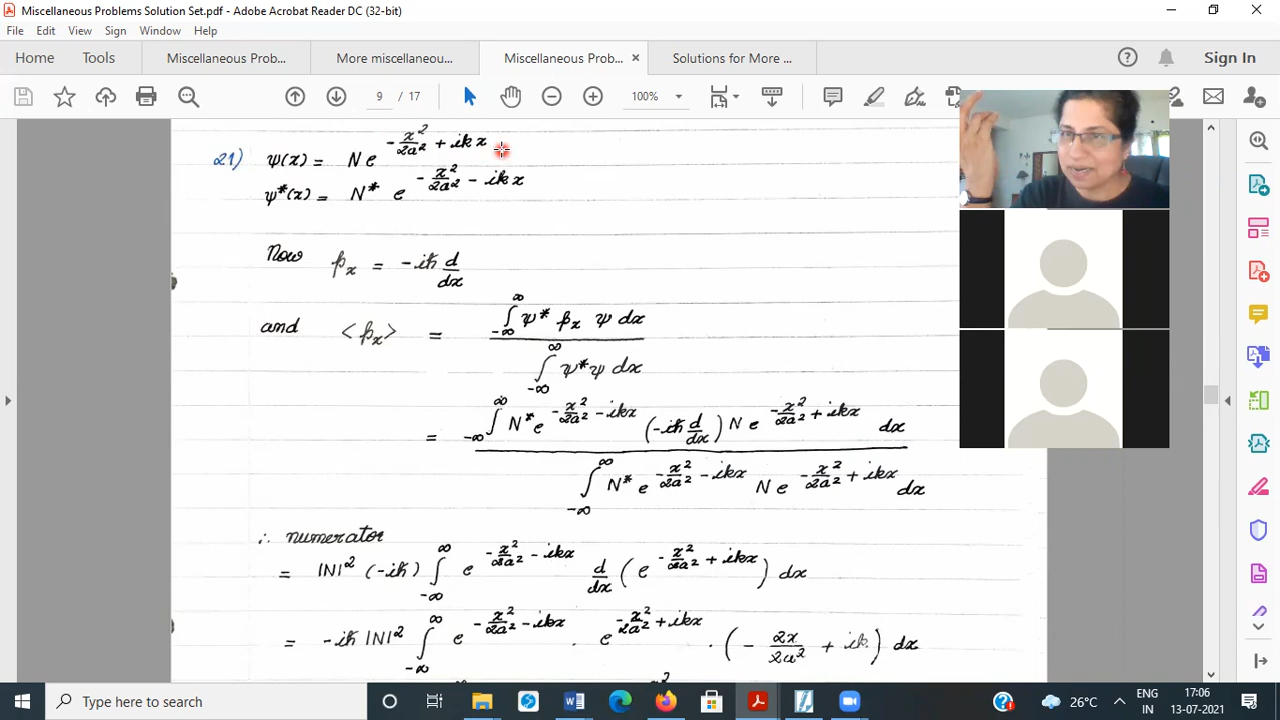 Miscellaneous Problems Solution Set.pdf - Adobe Acrobat Reader DC (32-bit)
File Edit View Sign Window Help
Home Tools Miscellaneous Prob... More miscellanuou... Miscellaneous Prob... × Solutions for More ... Sign In
9 / 17 100%
21) ψ(x) = N e^{-x²/2a² + ikx}
ψ*(x) = N* e^{-x²/2a² - ikx}
Now p_x = -iħ d/dx
and <p_x> = ∫_{-∞}^{∞} ψ* p_x ψ dx / ∫_{-∞}^{∞} ψ*ψ dx
= ∫_{-∞}^{∞} N* e^{-x²/2a² - ikx} (-iħ d/dx) N e^{-x²/2a² + ikx} dx / ∫_{-∞}^{∞} N* e^{-x²/2a² - ikx} N e^{-x²/2a² + ikx} dx
∴ numerator
= |N|² (-iħ) ∫_{-∞}^{∞} e^{-x²/2a² - ikx} d/dx (e^{-x²/2a² + ikx}) dx
= -iħ |N|² ∫_{-∞}^{∞} e^{-x²/2a² - ikx} . e^{-x²/2a² + ikx} . (-2x/2a² + ik) dx
Type here to search
26°C ENG 17:06
IN 13-07-2021